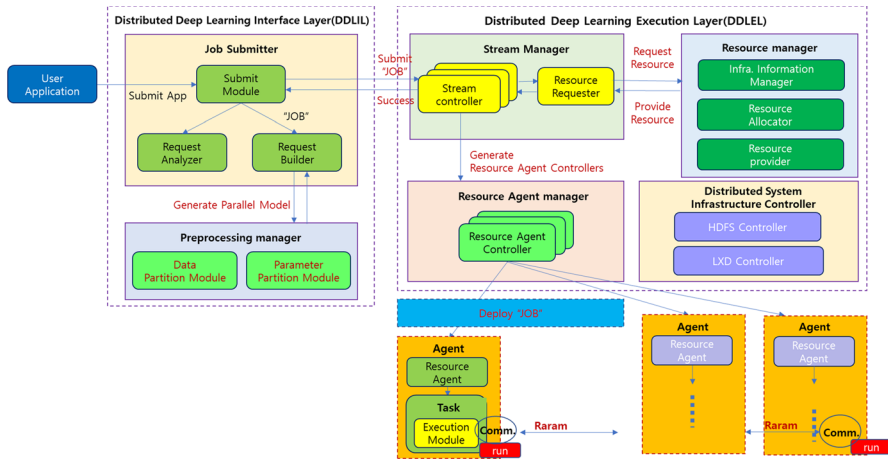 Distributed Deep Learning Interface Layer(DDLIL)
Job Submitter
User
Application
Submit App
Submit
Module
"JOB"
Request
Analyzer
Request
Builder
Generate Parallel Model
Preprocessing manager
Data
Partition Module
Parameter
Partition Module
Distributed Deep Learning Execution Layer(DDLEL)
Stream Manager
Submit
"JOB"
Success
Stream
controller
Resource
Requester
Request
Resource
Provide
Resource
Resource manager
Infra. Information
Manager
Resource
Allocator
Resource
provider
Generate
Resource Agent Controllers
Resource Agent manager
Resource Agent
Controller
Distributed System
Infrastructure Controller
HDFS Controller
LXD Controller
Deploy "JOB"
Agent
Resource
Agent
Task
Execution
Module
Comm.
run
Raram
Agent
Resource
Agent
Agent
Resource
Agent
Raram
Comm.
run